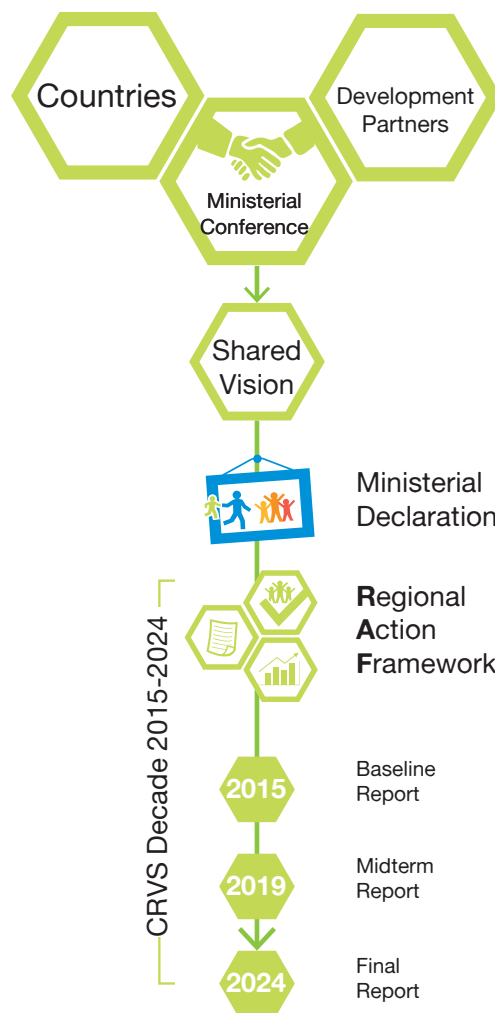 Countries
Development
Partners
Ministerial
Conference
Shared
Vision
Ministerial
Declaration
Regional
Action
Framework
CRVS Decade 2015-2024
2015
Baseline
Report
2019
Midterm
Report
2024
Final
Report